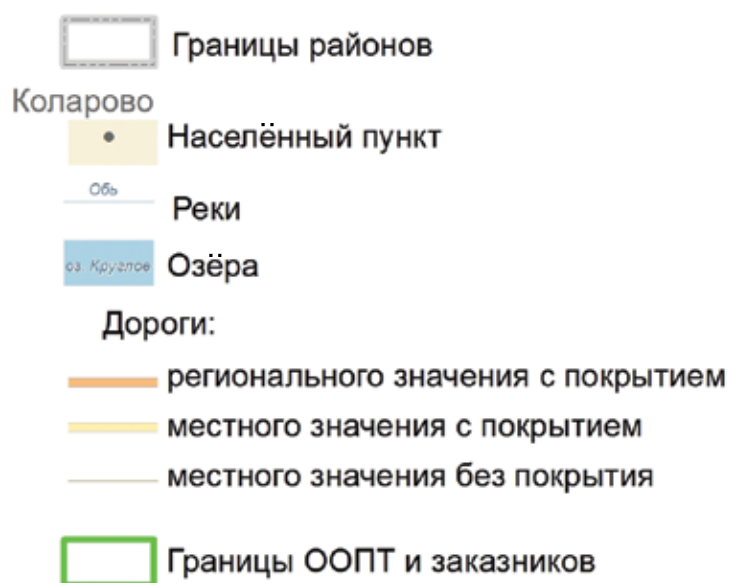 Границы районов
Коларово
Населённый пункт
Обь
Реки
оз. Круглое
Озёра
Дороги:
регионального значения с покрытием
местного значения с покрытием
местного значения без покрытия
Границы ООПТ и заказников